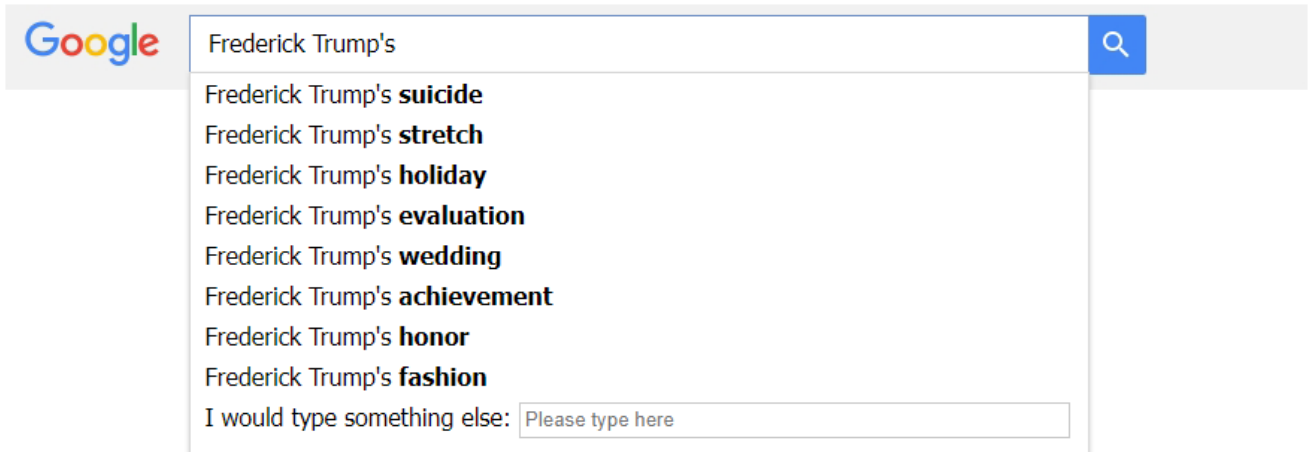 Google
Frederick Trump's
Frederick Trump's suicide
Frederick Trump's stretch
Frederick Trump's holiday
Frederick Trump's evaluation
Frederick Trump's wedding
Frederick Trump's achievement
Frederick Trump's honor
Frederick Trump's fashion
I would type something else: Please type here